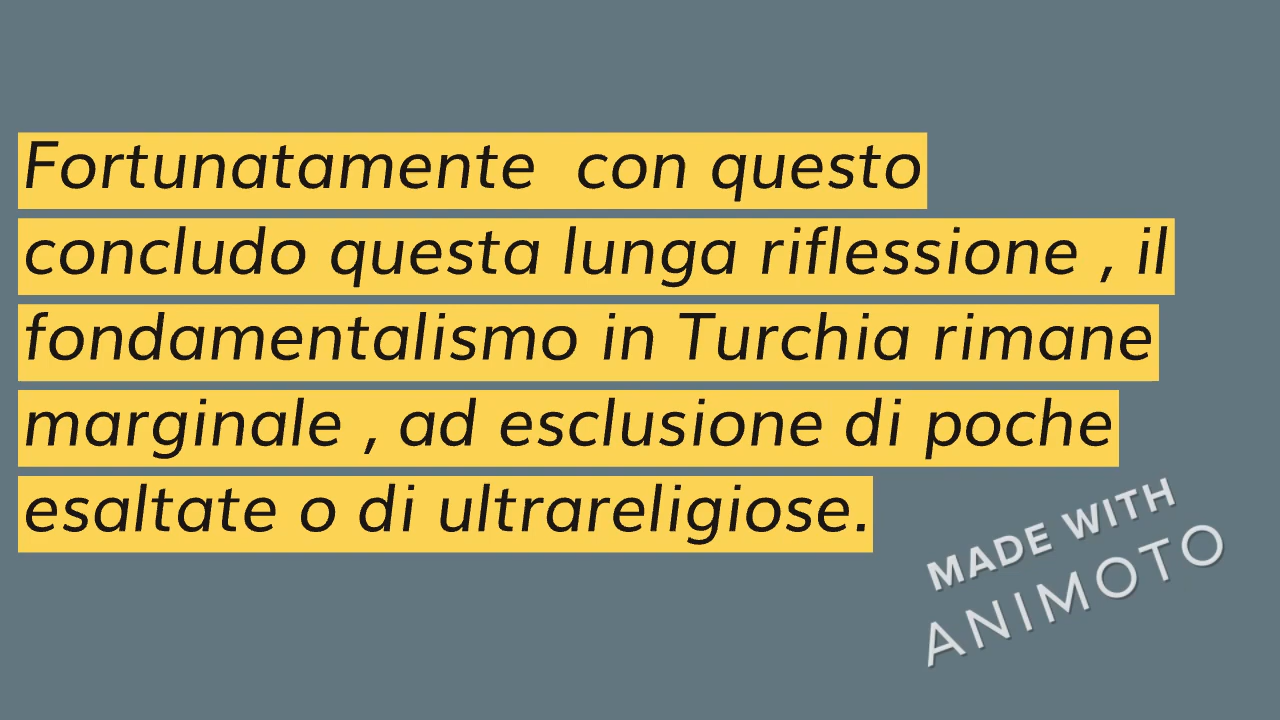 Fortunatamente  con questo
concludo questa lunga riflessione , il
fondamentalismo in Turchia rimane
marginale , ad esclusione di poche
esaltate o di ultrareligiose.
MADE WITH
ANIMOTO